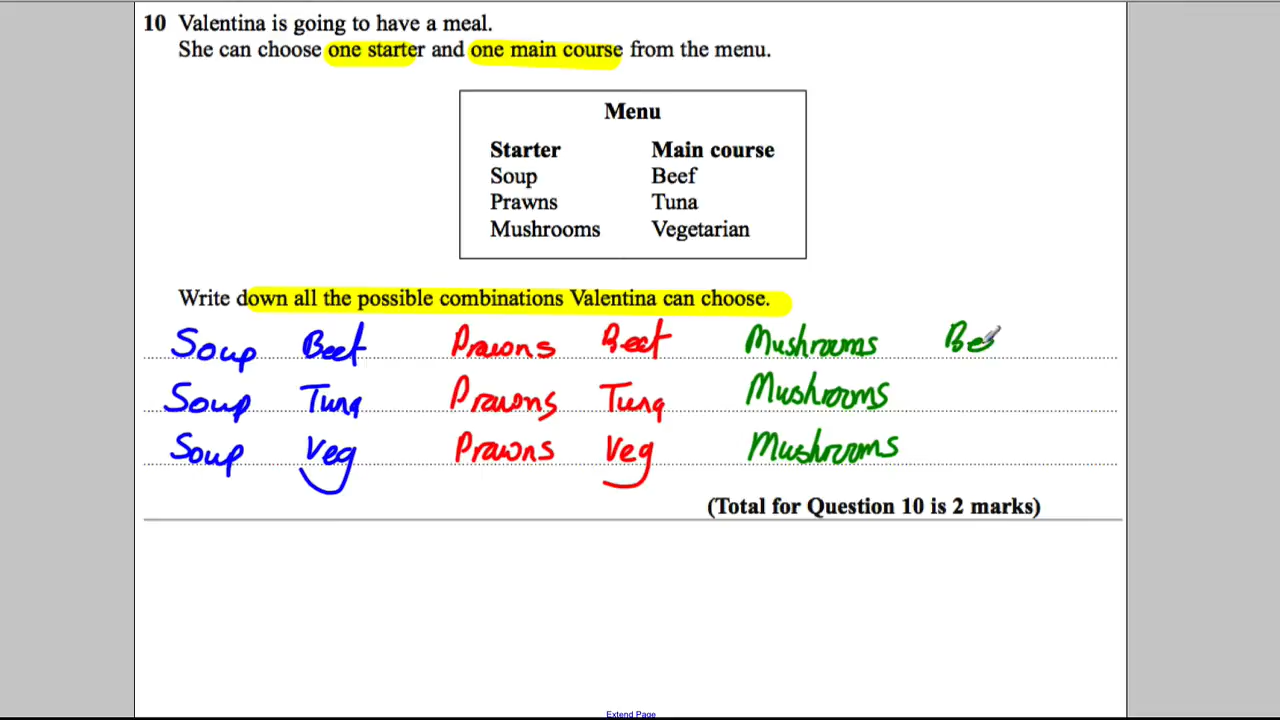 10 Valentina is going to have a meal.
She can choose one starter and one main course from the menu.
Menu
Starter Main course
Soup Beef
Prawns Tuna
Mushrooms Vegetarian
Write down all the possible combinations Valentina can choose.
Soup Beef Prawns Beef Mushrooms Be
Soup Tuna Prawns Tuna Mushrooms
Soup Veg Prawns Veg Mushrooms
(Total for Question 10 is 2 marks)
Extend Page